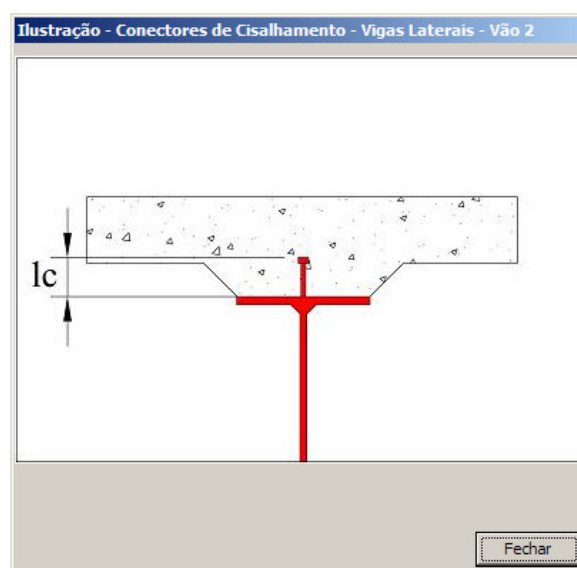 Ilustração - Conectores de Cisalhamento - Vigas Laterais - Vão 2
lc
Fechar